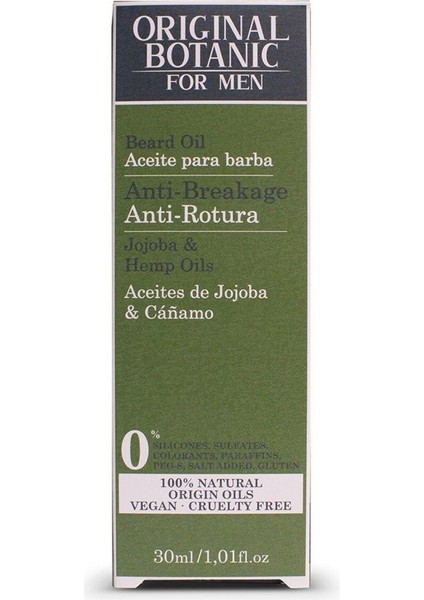 ORIGINAL
BOTANIC
FOR MEN
Beard Oil
Aceite para barba
Anti-Breakage
Anti-Rotura
Jojoba &
Hemp Oils
Aceites de Jojoba
& Cáñamo
0%
SILICONES, SULFATES,
COLORANTS, PARAFFINS,
PEG-S, SALT ADDED, GLUTEN
100% NATURAL
ORIGIN OILS
VEGAN · CRUELTY FREE
30ml/1,01fl.oz